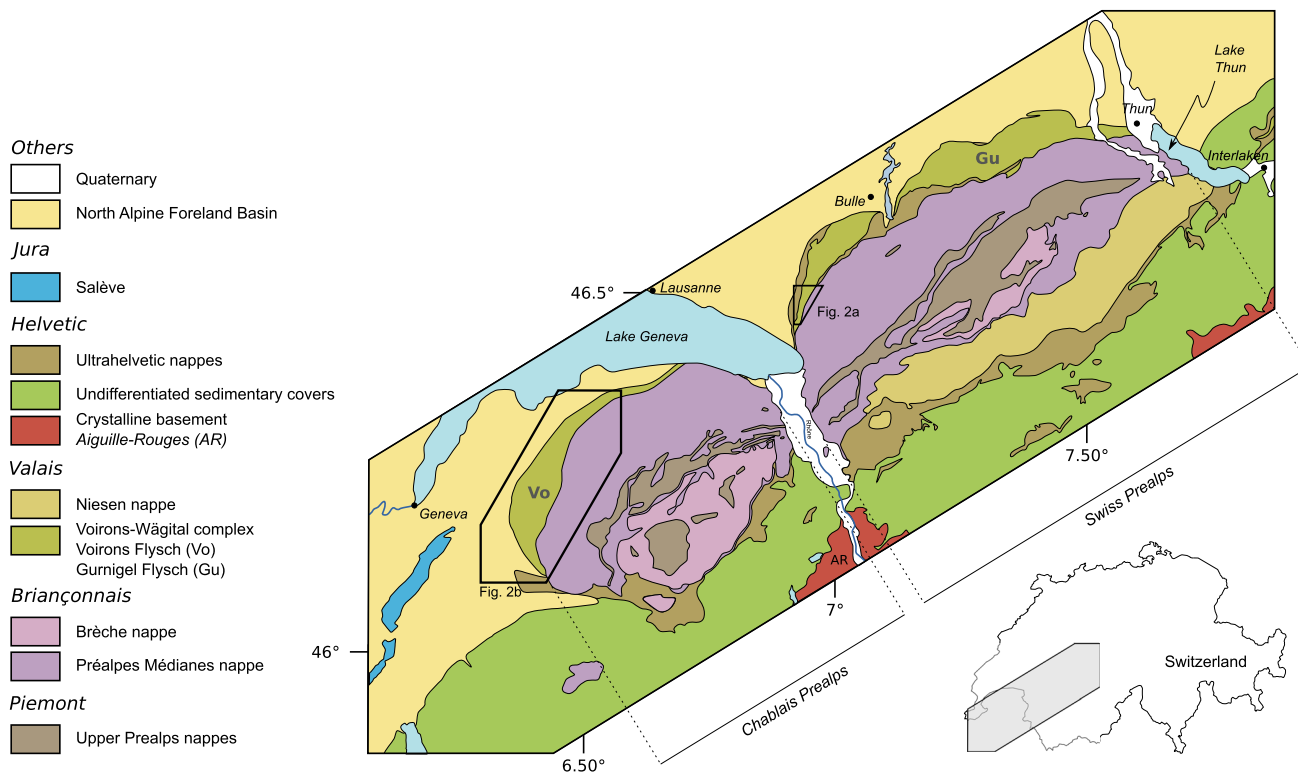 Others
Quaternary
North Alpine Foreland Basin
Jura
Salève
Helvetic
Ultrahelvetic nappes
Undifferentiated sedimentary covers
Crystalline basement
Aiguille-Rouges (AR)
Valais
Niesen nappe
Voirons-Wägital complex
Voirons Flysch (Vo)
Gurnigel Flysch (Gu)
Briançonnais
Brèche nappe
Préalpes Médianes nappe
Piemont
Upper Prealps nappes
Lake
Thun
Thun
Interlaken
Gu
Bulle
46.5°
Lausanne
Fig. 2a
Lake Geneva
Rhône
7.50°
Swiss Prealps
Vo
Geneva
AR
Fig. 2b
7°
46°
Chablais Prealps
6.50°
Switzerland